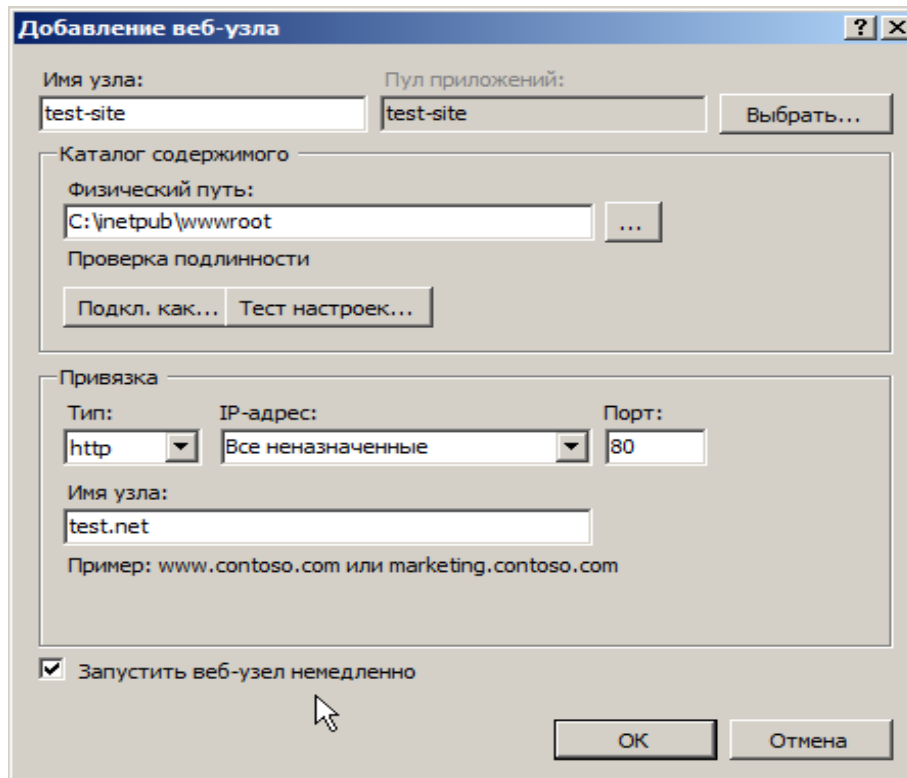 Добавление веб-узла
Имя узла: Пул приложений:
test-site test-site Выбрать...
Каталог содержимого
Физический путь:
C:\inetpub\wwwroot ...
Проверка подлинности
Подкл. как... Тест настроек...
Привязка
Тип: IP-адрес: Порт:
http Все неназначенные 80
Имя узла:
test.net
Пример: www.contoso.com или marketing.contoso.com
Запустить веб-узел немедленно
OK Отмена